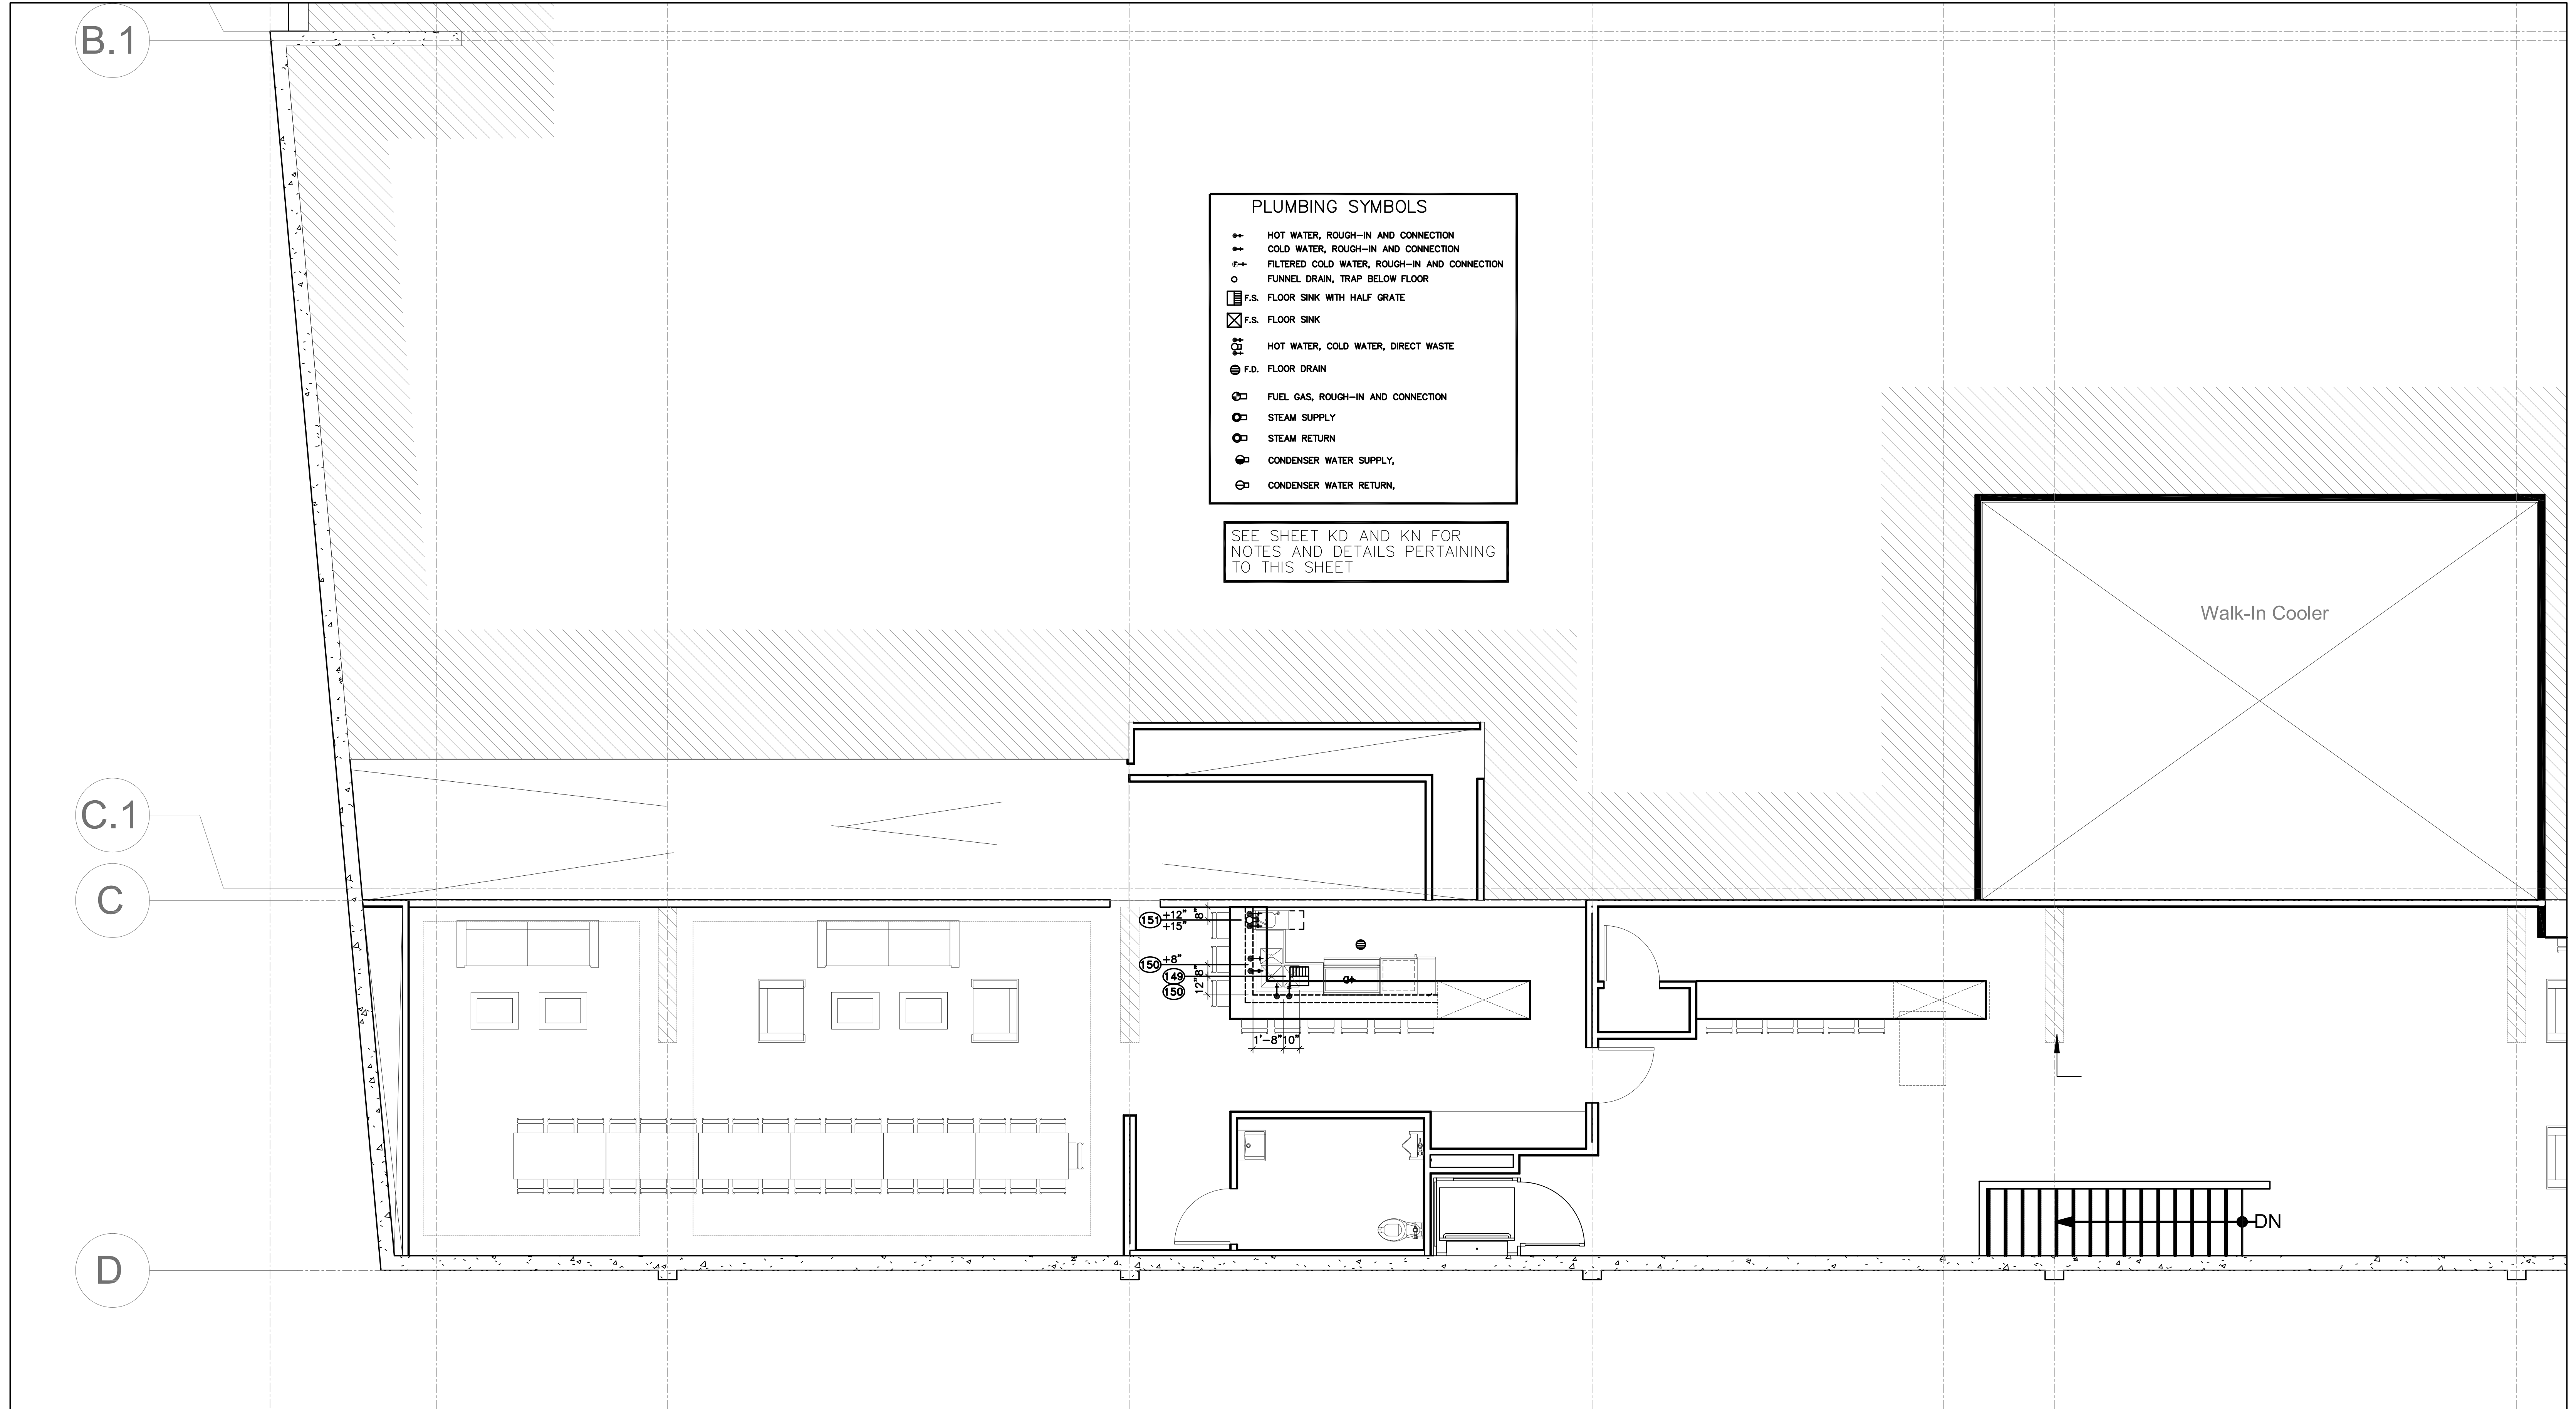 B.1
PLUMBING SYMBOLS
HOT WATER, ROUGH-IN AND CONNECTION
COLD WATER, ROUGH-IN AND CONNECTION
F FILTERED COLD WATER, ROUGH-IN AND CONNECTION
FUNNEL DRAIN, TRAP BELOW FLOOR
F.S. FLOOR SINK WITH HALF GRATE
F.S. FLOOR SINK
HOT WATER, COLD WATER, DIRECT WASTE
F.D. FLOOR DRAIN
FUEL GAS, ROUGH-IN AND CONNECTION
STEAM SUPPLY
STEAM RETURN
CONDENSER WATER SUPPLY,
CONDENSER WATER RETURN,
SEE SHEET KD AND KN FOR
NOTES AND DETAILS PERTAINING
TO THIS SHEET
Walk-In Cooler
C.1
C
151 +12" 8"
+15"
150 +8"
8"
149
12"
150
1'-8" 10"
DN
D